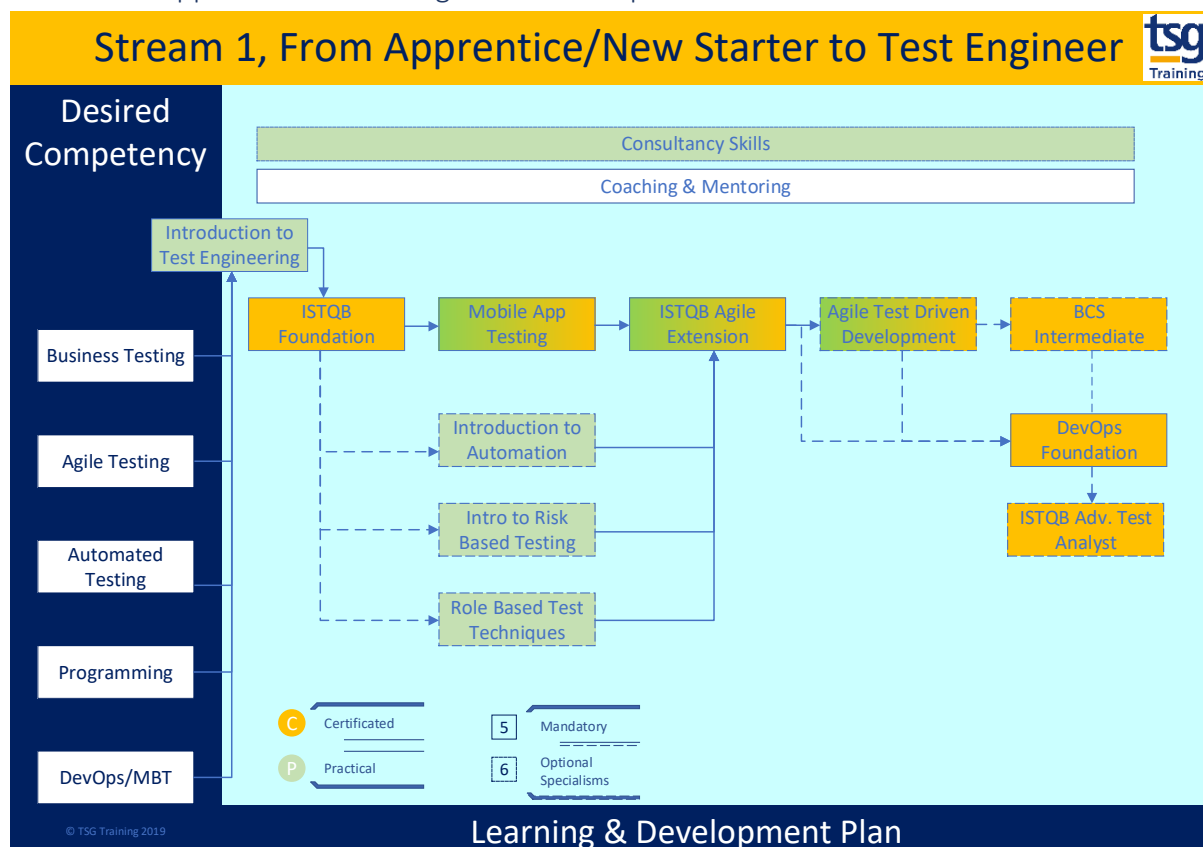 Stream 1, From Apprentice/New Starter to Test Engineer
tsg
Training
Desired
Competency
Consultancy Skills
Coaching & Mentoring
Introduction to
Test Engineering
ISTQB
Foundation
Mobile App
Testing
ISTQB Agile
Extension
Agile Test Driven
Development
BCS
Intermediate
Business Testing
Introduction to
Automation
DevOps
Foundation
Agile Testing
Intro to Risk
Based Testing
ISTQB Adv. Test
Analyst
Automated
Testing
Role Based Test
Techniques
Programming
C
Certificated
5
Mandatory
P
Practical
6
Optional
Specialisms
DevOps/MBT
© TSG Training 2019
Learning & Development Plan